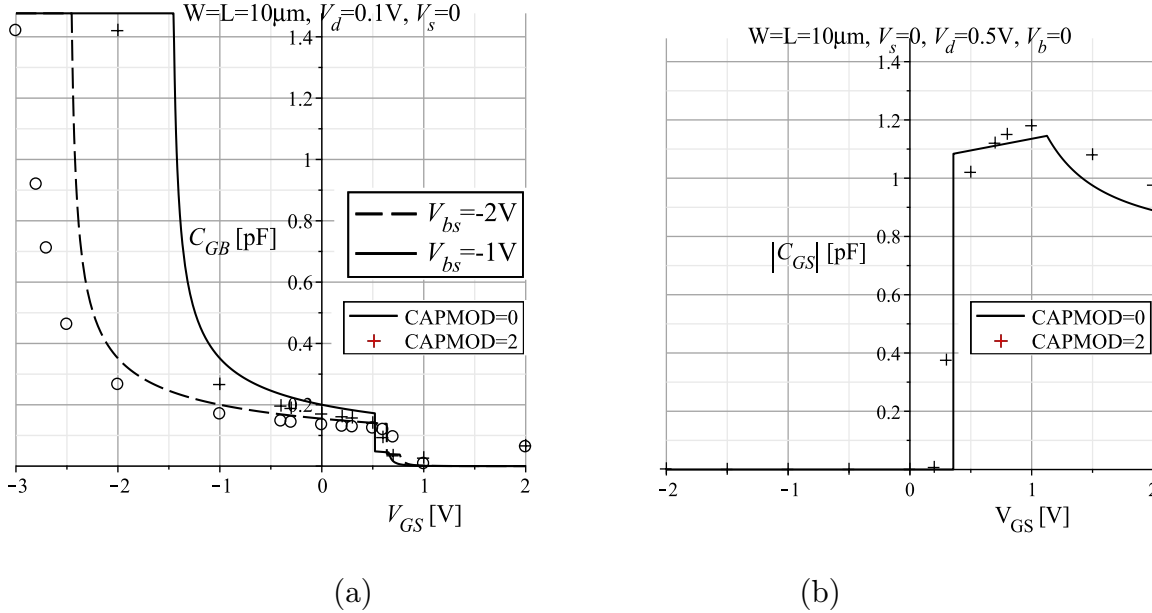 W=L=10μm, V_d=0.1V, V_s=0
1.4
1.2
1
0.8
0.6
0.4
0.2
C_GB [pF]
V_bs=-2V
V_bs=-1V
CAPMOD=0
CAPMOD=2
−3 −2 −1 0 1 2
V_GS [V]
(a)
W=L=10μm, V_s=0, V_d=0.5V, V_b=0
1.4
1.2
1
0.8
0.6
0.4
0.2
|C_GS| [pF]
CAPMOD=0
CAPMOD=2
−2 −1 0 1 2
V_GS [V]
(b)